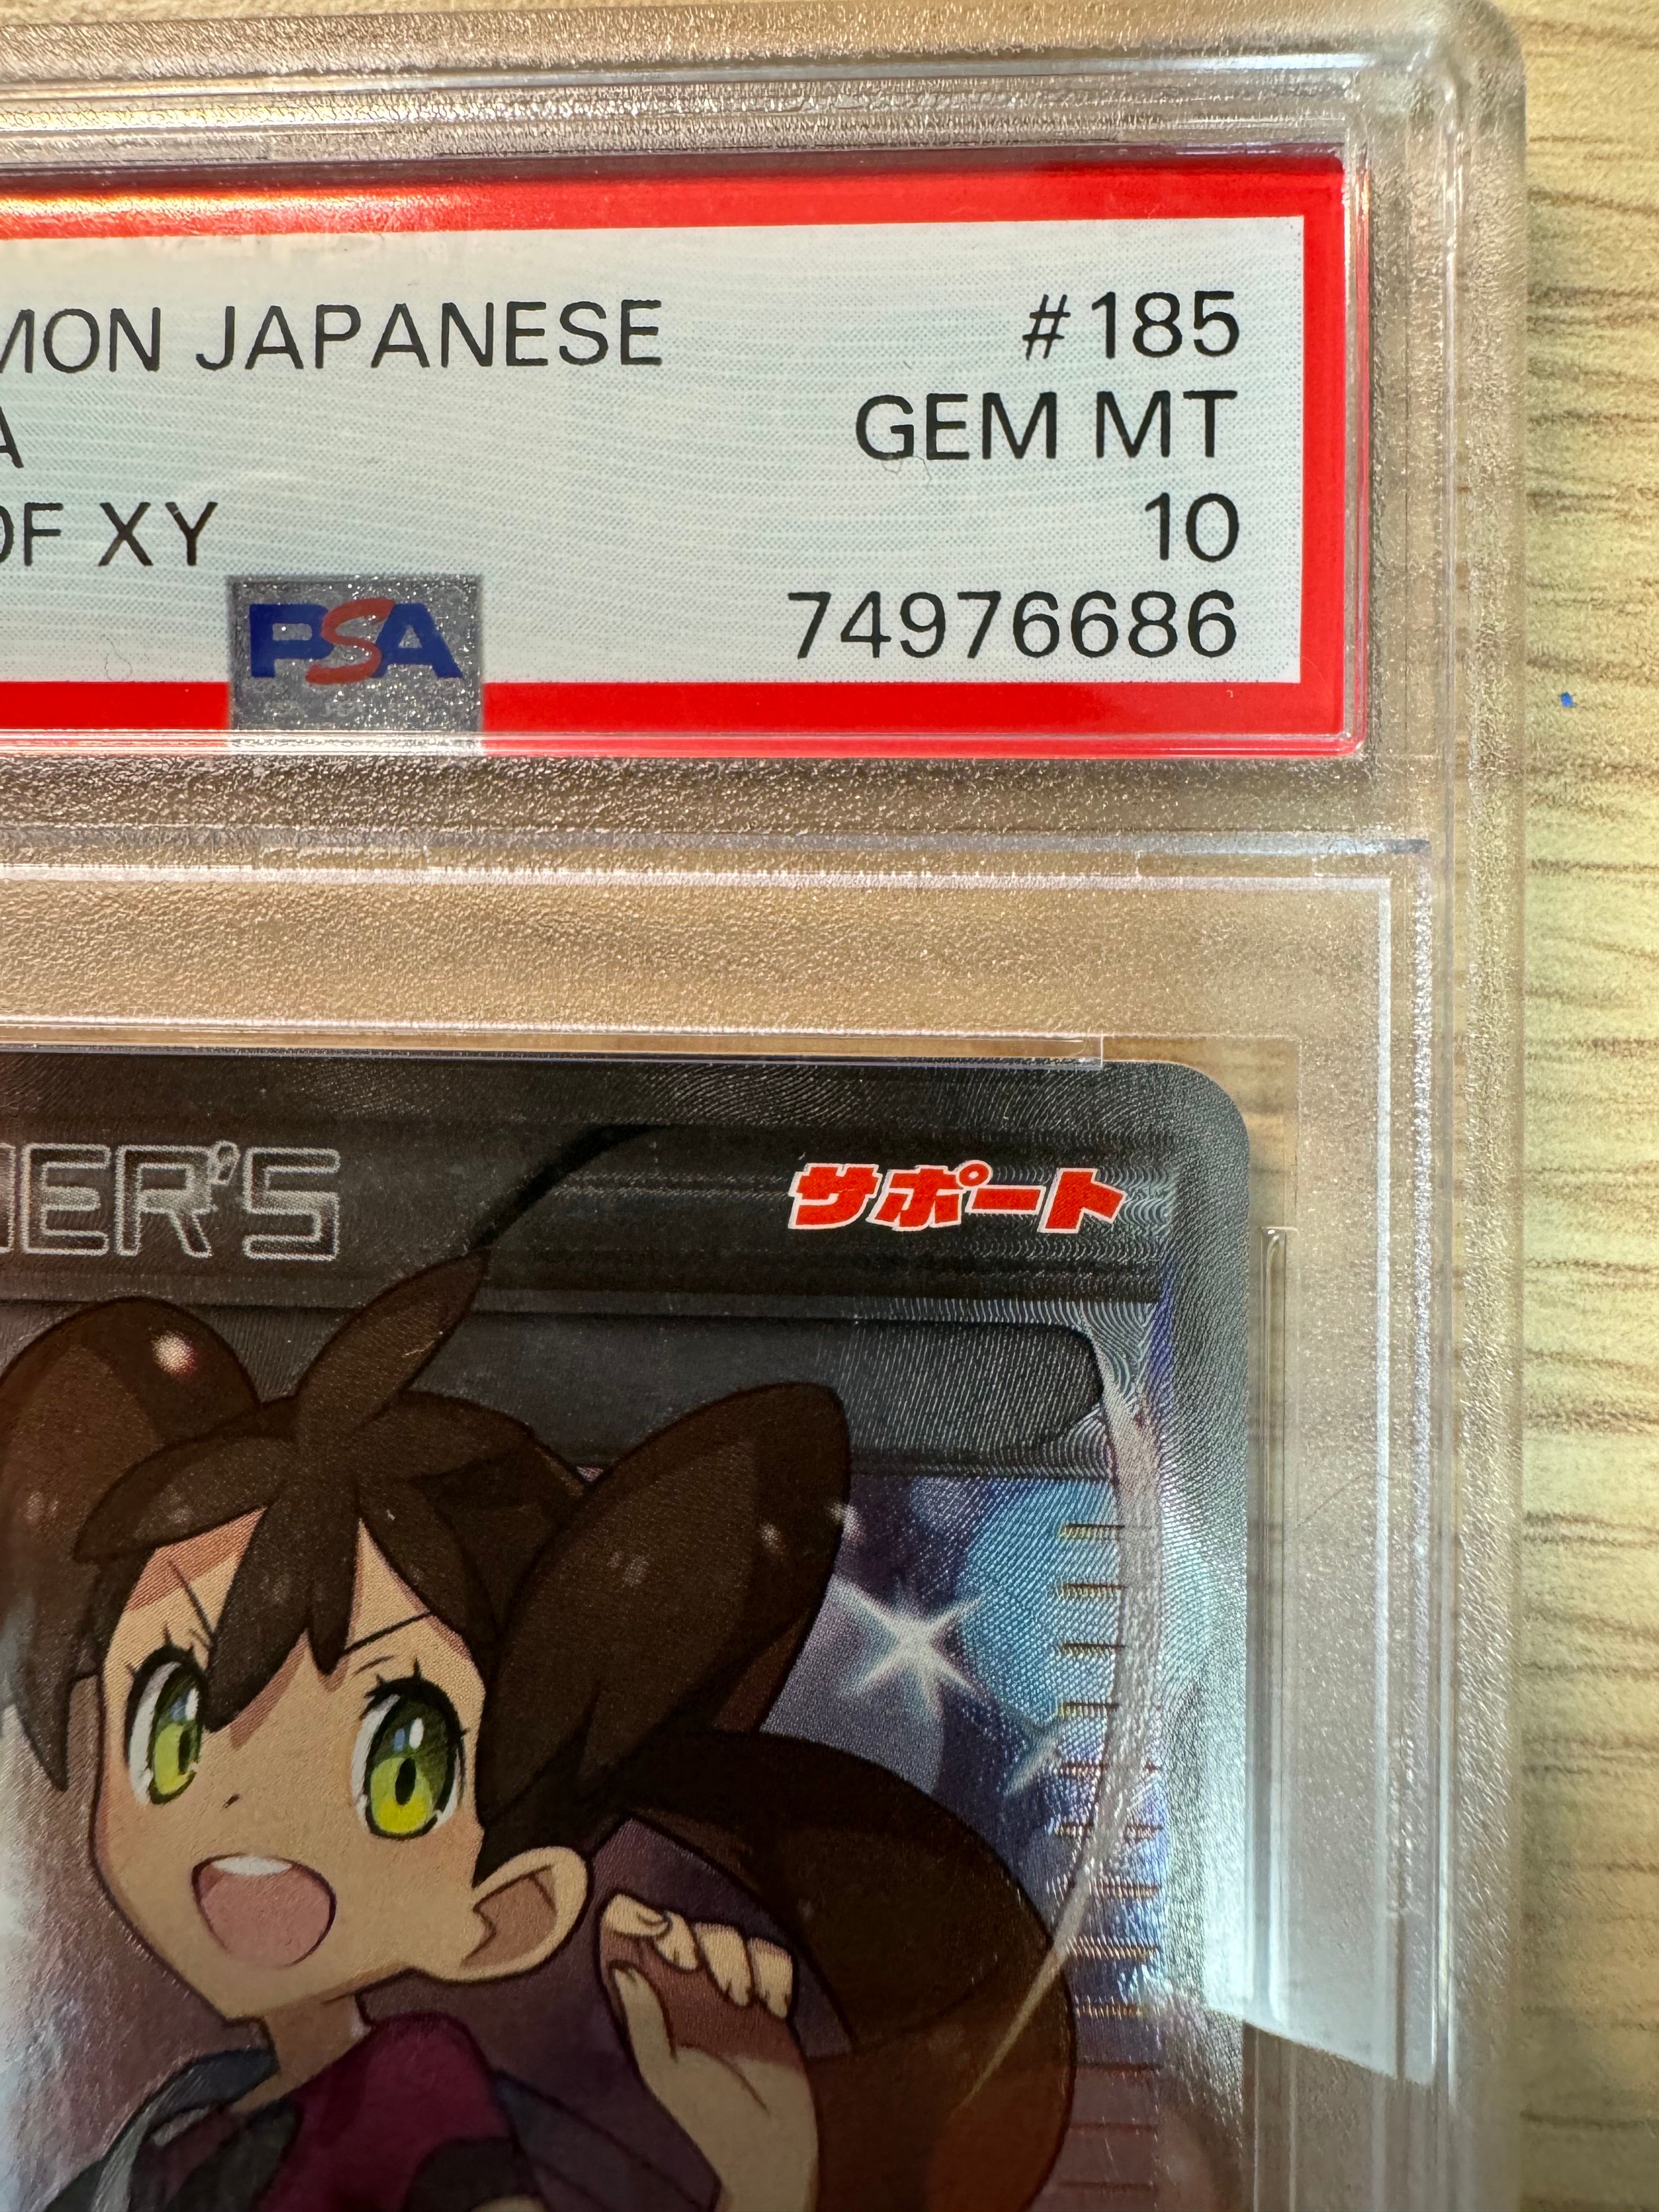 MON JAPANESE #185
A GEM MT
OF XY 10
PSA 74976686
ER'S サポート